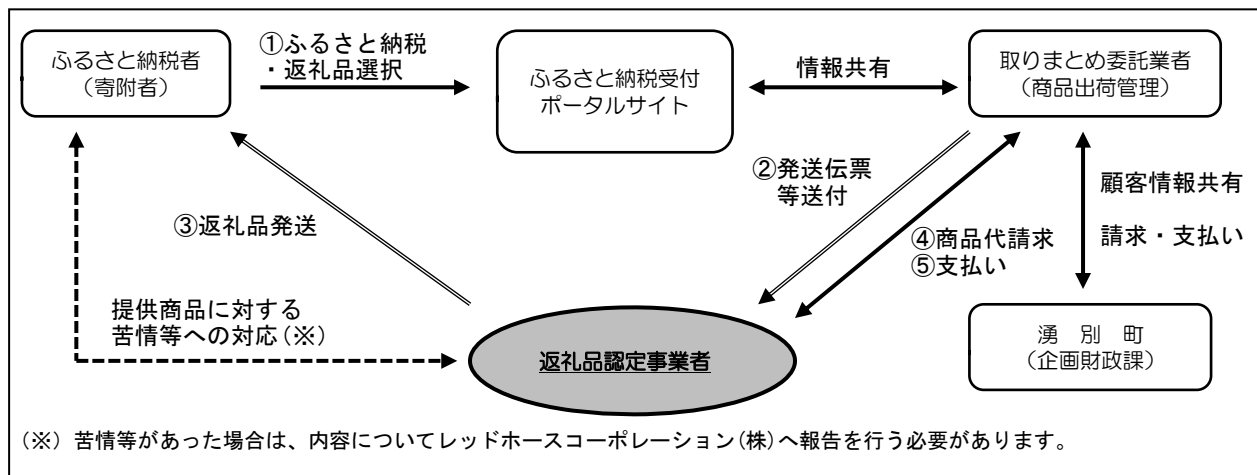 ふるさと納税者
（寄附者）
①ふるさと納税
・返礼品選択
ふるさと納税受付
ポータルサイト
情報共有
取りまとめ委託業者
（商品出荷管理）
②発送伝票
等送付
顧客情報共有
請求・支払い
③返礼品発送
④商品代請求
⑤支払い
提供商品に対する
苦情等への対応(※)
返礼品認定事業者
湧　別　町
（企画財政課）
(※) 苦情等があった場合は、内容についてレッドホースコーポレーション(株)へ報告を行う必要があります。